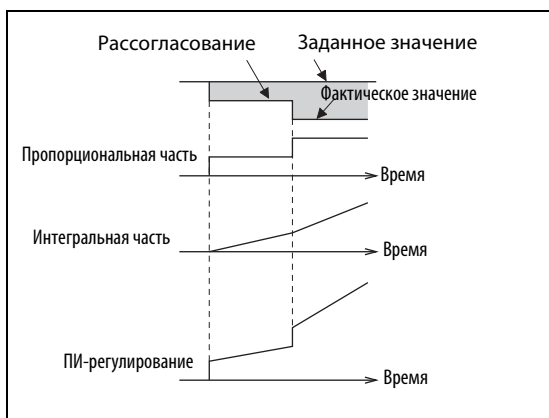 Рассогласование
Заданное значение
Фактическое значение
Пропорциональная часть
Время
Интегральная часть
Время
ПИ-регулирование
Время